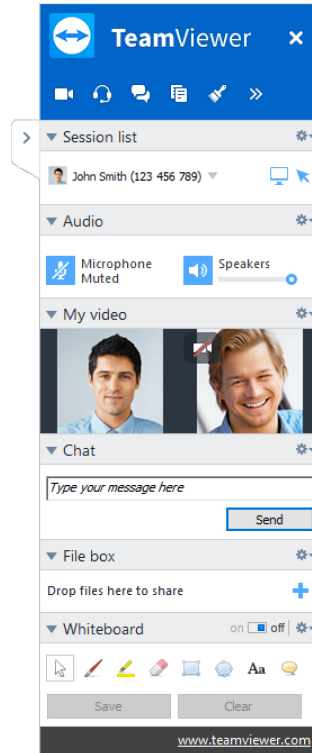 TeamViewer
Session list
John Smith (123 456 789)
Audio
Microphone
Muted
Speakers
My video
Chat
Type your message here
Send
File box
Drop files here to share
Whiteboard
on off
Aa
Save Clear
www.teamviewer.com